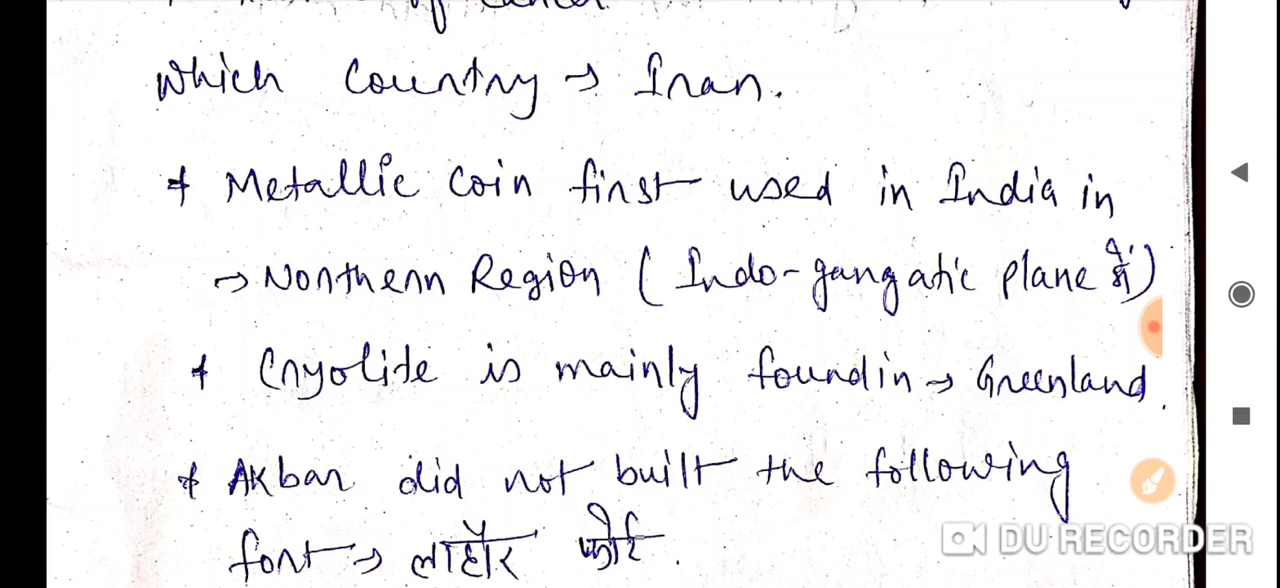 of
which country → Iran.
* Metallic coin first used in India in
→ Northern Region ( Indo-gangatic plane में )
* Cryolite is mainly found in → Greenland.
* Akbar did not built the following
fort → लाहौर फोर्ट.
DU RECORDER